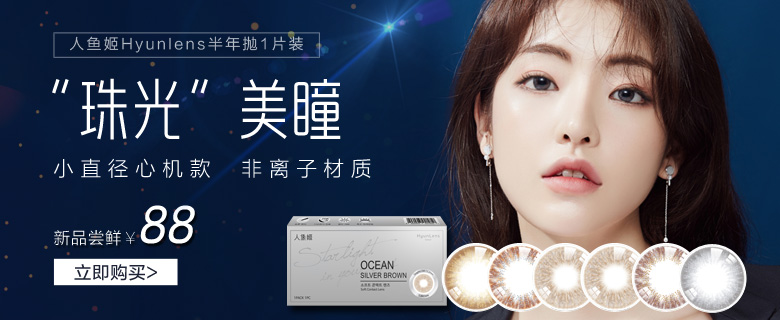 人鱼姬Hyunlens半年抛1片装
“珠光”美瞳
小直径心机款 非离子材质
新品尝鲜¥88
立即购买>
人鱼姬
Hyunlens
Starlight
OCEAN
SILVER BROWN